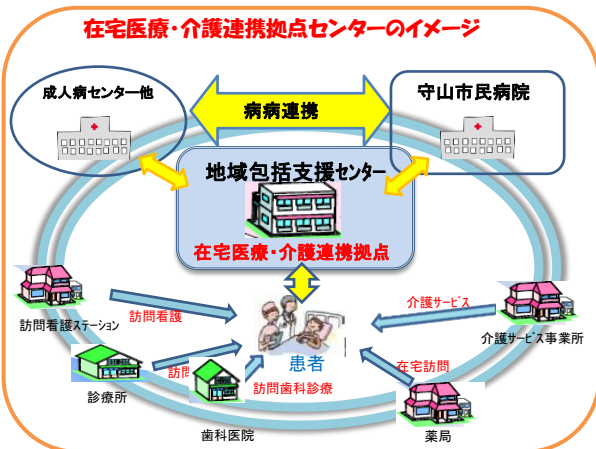 在宅医療・介護連携拠点センターのイメージ
成人病センター他
病病連携
守山市民病院
地域包括支援センター
在宅医療・介護連携拠点
訪問看護ステーション
訪問看護
介護サービス
介護サービス事業所
患者
診療所
訪問
訪問歯科診療
在宅訪問
歯科医院
薬局